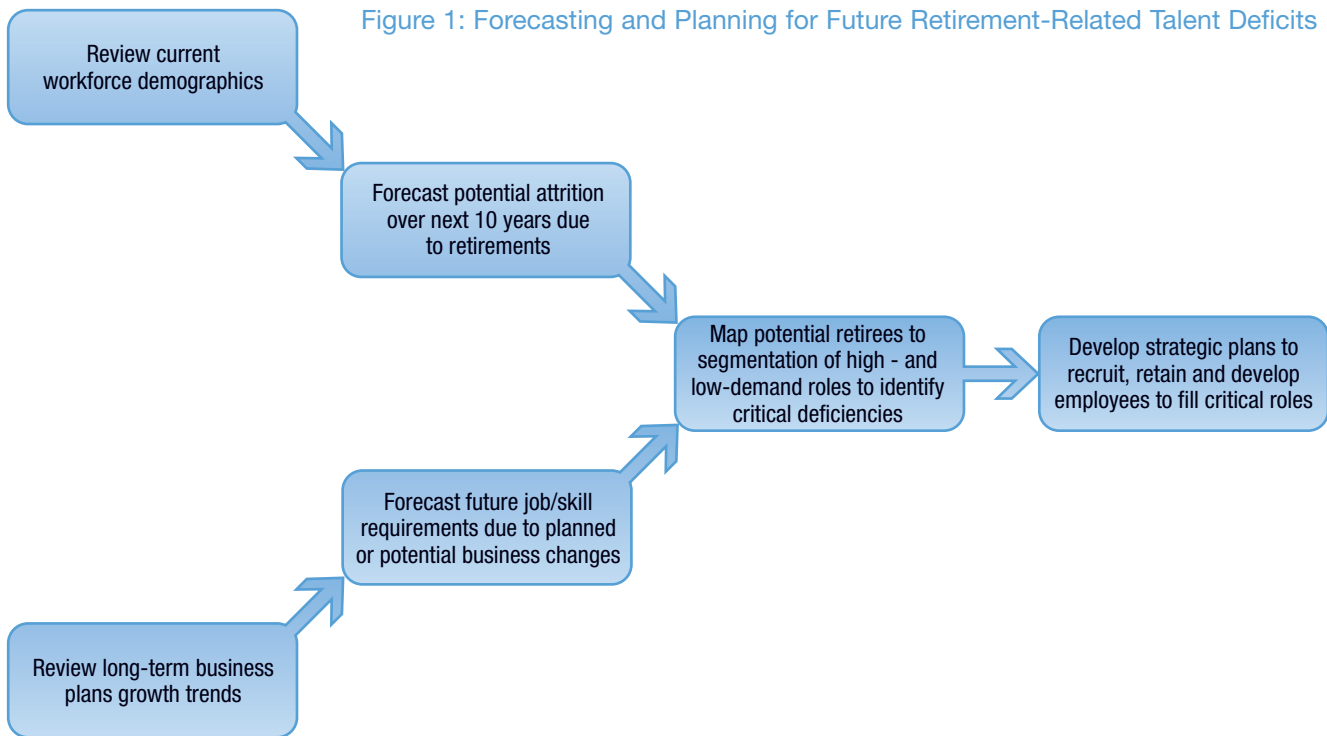 Figure 1: Forecasting and Planning for Future Retirement-Related Talent Deficits
Review current
workforce demographics
Forecast potential attrition
over next 10 years due
to retirements
Map potential retirees to
segmentation of high - and
low-demand roles to identify
critical deficiencies
Develop strategic plans to
recruit, retain and develop
employees to fill critical roles
Forecast future job/skill
requirements due to planned
or potential business changes
Review long-term business
plans growth trends